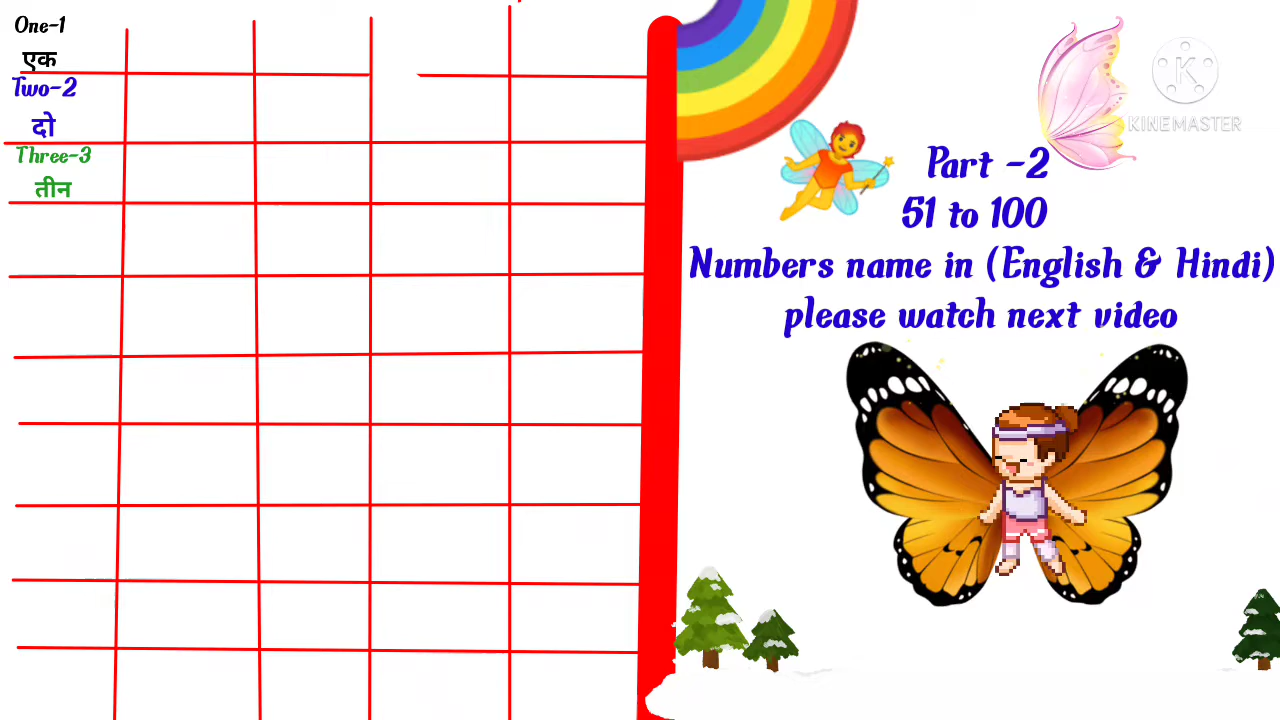 One-1
एक
Two-2
दो
Three-3
तीन
K
KINEMASTER
Part -2
51 to 100
Numbers name in (English & Hindi)
please watch next video